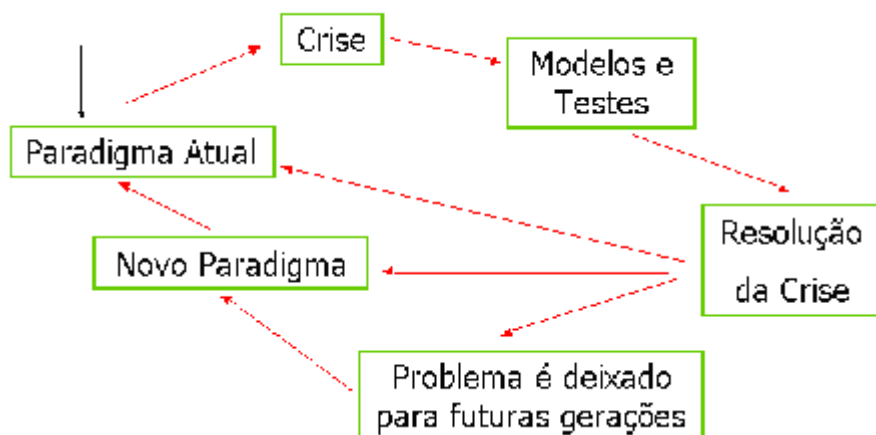 Crise
Modelos e
Testes
Paradigma Atual
Resolução
da Crise
Novo Paradigma
Problema é deixado
para futuras gerações